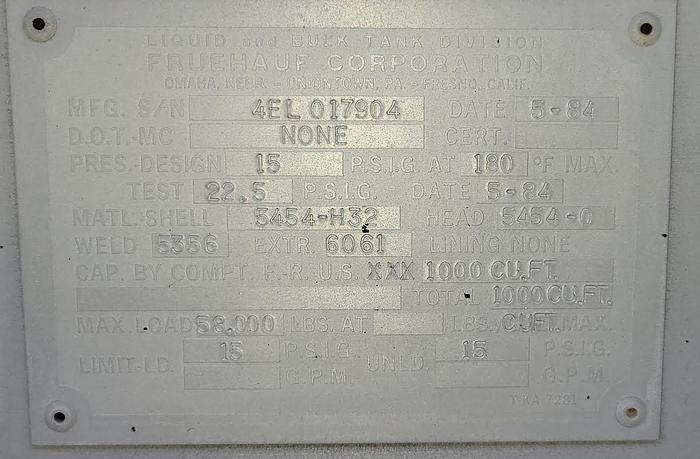 LIQUID and BULK TANK DIVISION
FRUEHAUF CORPORATION
OMAHA, NEBR. - UNIONTOWN, PA - FRESNO, CALIF.
MFG. S/N 4EL 017904 DATE 5-84
D.O.T.-MC NONE CERT.
PRES.-DESIGN 15 P.S.I.G. AT 180 °F MAX.
TEST 22.5 P.S.I.G. DATE 5-84
MATL.-SHELL 5454-H32 HEAD 5454-0
WELD 5356 EXTR. 6061 LINING NONE
CAP. BY COMPT. F.-R. U.S. XXX 1000 CU.FT.
TOTAL 1000CU.FT.
MAX. LOAD 58,000 LBS. AT LBS./CUFT. MAX.
LIMIT-LD. 15 P.S.I.G. UNLD. 15 P.S.I.G.
G.P.M. G.P.M.
TKA 7281